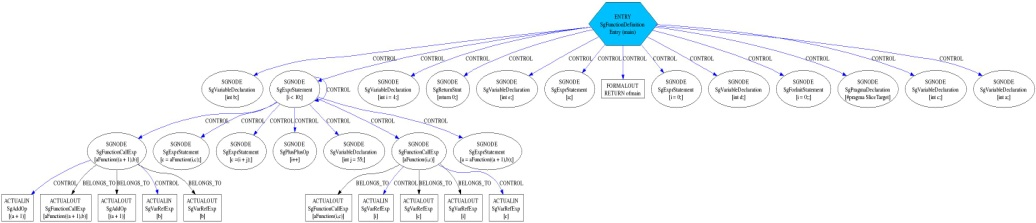 ENTRY
SgFunctionDefinition
Entry (main)
CONTROL CONTROL CONTROL CONTROL CONTROL CONTROL CONTROL CONTROL CONTROL CONTROL CONTROL CONTROL CONTROL
SGNODE
SgVariableDeclaration
[int b;]
SGNODE
SgExprStatement
[i < 10;]
CONTROL
SGNODE
SgVariableDeclaration
[int i = 4;]
SGNODE
SgReturnStmt
[return 0;]
SGNODE
SgVariableDeclaration
[int e;]
SGNODE
SgExprStatement
[a;]
FORMALOUT
RETURN of main
SGNODE
SgExprStatement
[i = 0;]
SGNODE
SgVariableDeclaration
[int d;]
SGNODE
SgForInitStatement
[i = 0;]
SGNODE
SgPragmaDeclaration
[#pragma SliceTarget]
SGNODE
SgVariableDeclaration
[int c;]
SGNODE
SgVariableDeclaration
[int a;]
CONTROL CONTROL CONTROL CONTROL CONTROL CONTROL CONTROL
SGNODE
SgFunctionCallExp
[aFunction((a + 1),b)]
SGNODE
SgExprStatement
[c = aFunction(i,c);]
SGNODE
SgExprStatement
[c =(i + j);]
SGNODE
SgPlusPlusOp
[i++]
SGNODE
SgVariableDeclaration
[int j = 55;]
SGNODE
SgFunctionCallExp
[aFunction(i,c)]
SGNODE
SgExprStatement
[a = aFunction(a + 1),b);]
CONTROL BELONGS_TO BELONGS_TO CONTROL BELONGS_TO
BELONGS_TO CONTROL BELONGS_TO BELONGS_TO CONTROL
ACTUALIN
SgAddOp
[(a + 1)]
ACTUALOUT
SgFunctionCallExp
[aFunction((a + 1),b)]
ACTUALOUT
SgAddOp
[(a + 1)]
ACTUALIN
SgVarRefExp
[b]
ACTUALOUT
SgVarRefExp
[b]
ACTUALOUT
SgFunctionCallExp
[aFunction(i,c)]
ACTUALIN
SgVarRefExp
[i]
ACTUALOUT
SgVarRefExp
[c]
ACTUALOUT
SgVarRefExp
[i]
ACTUALIN
SgVarRefExp
[c]